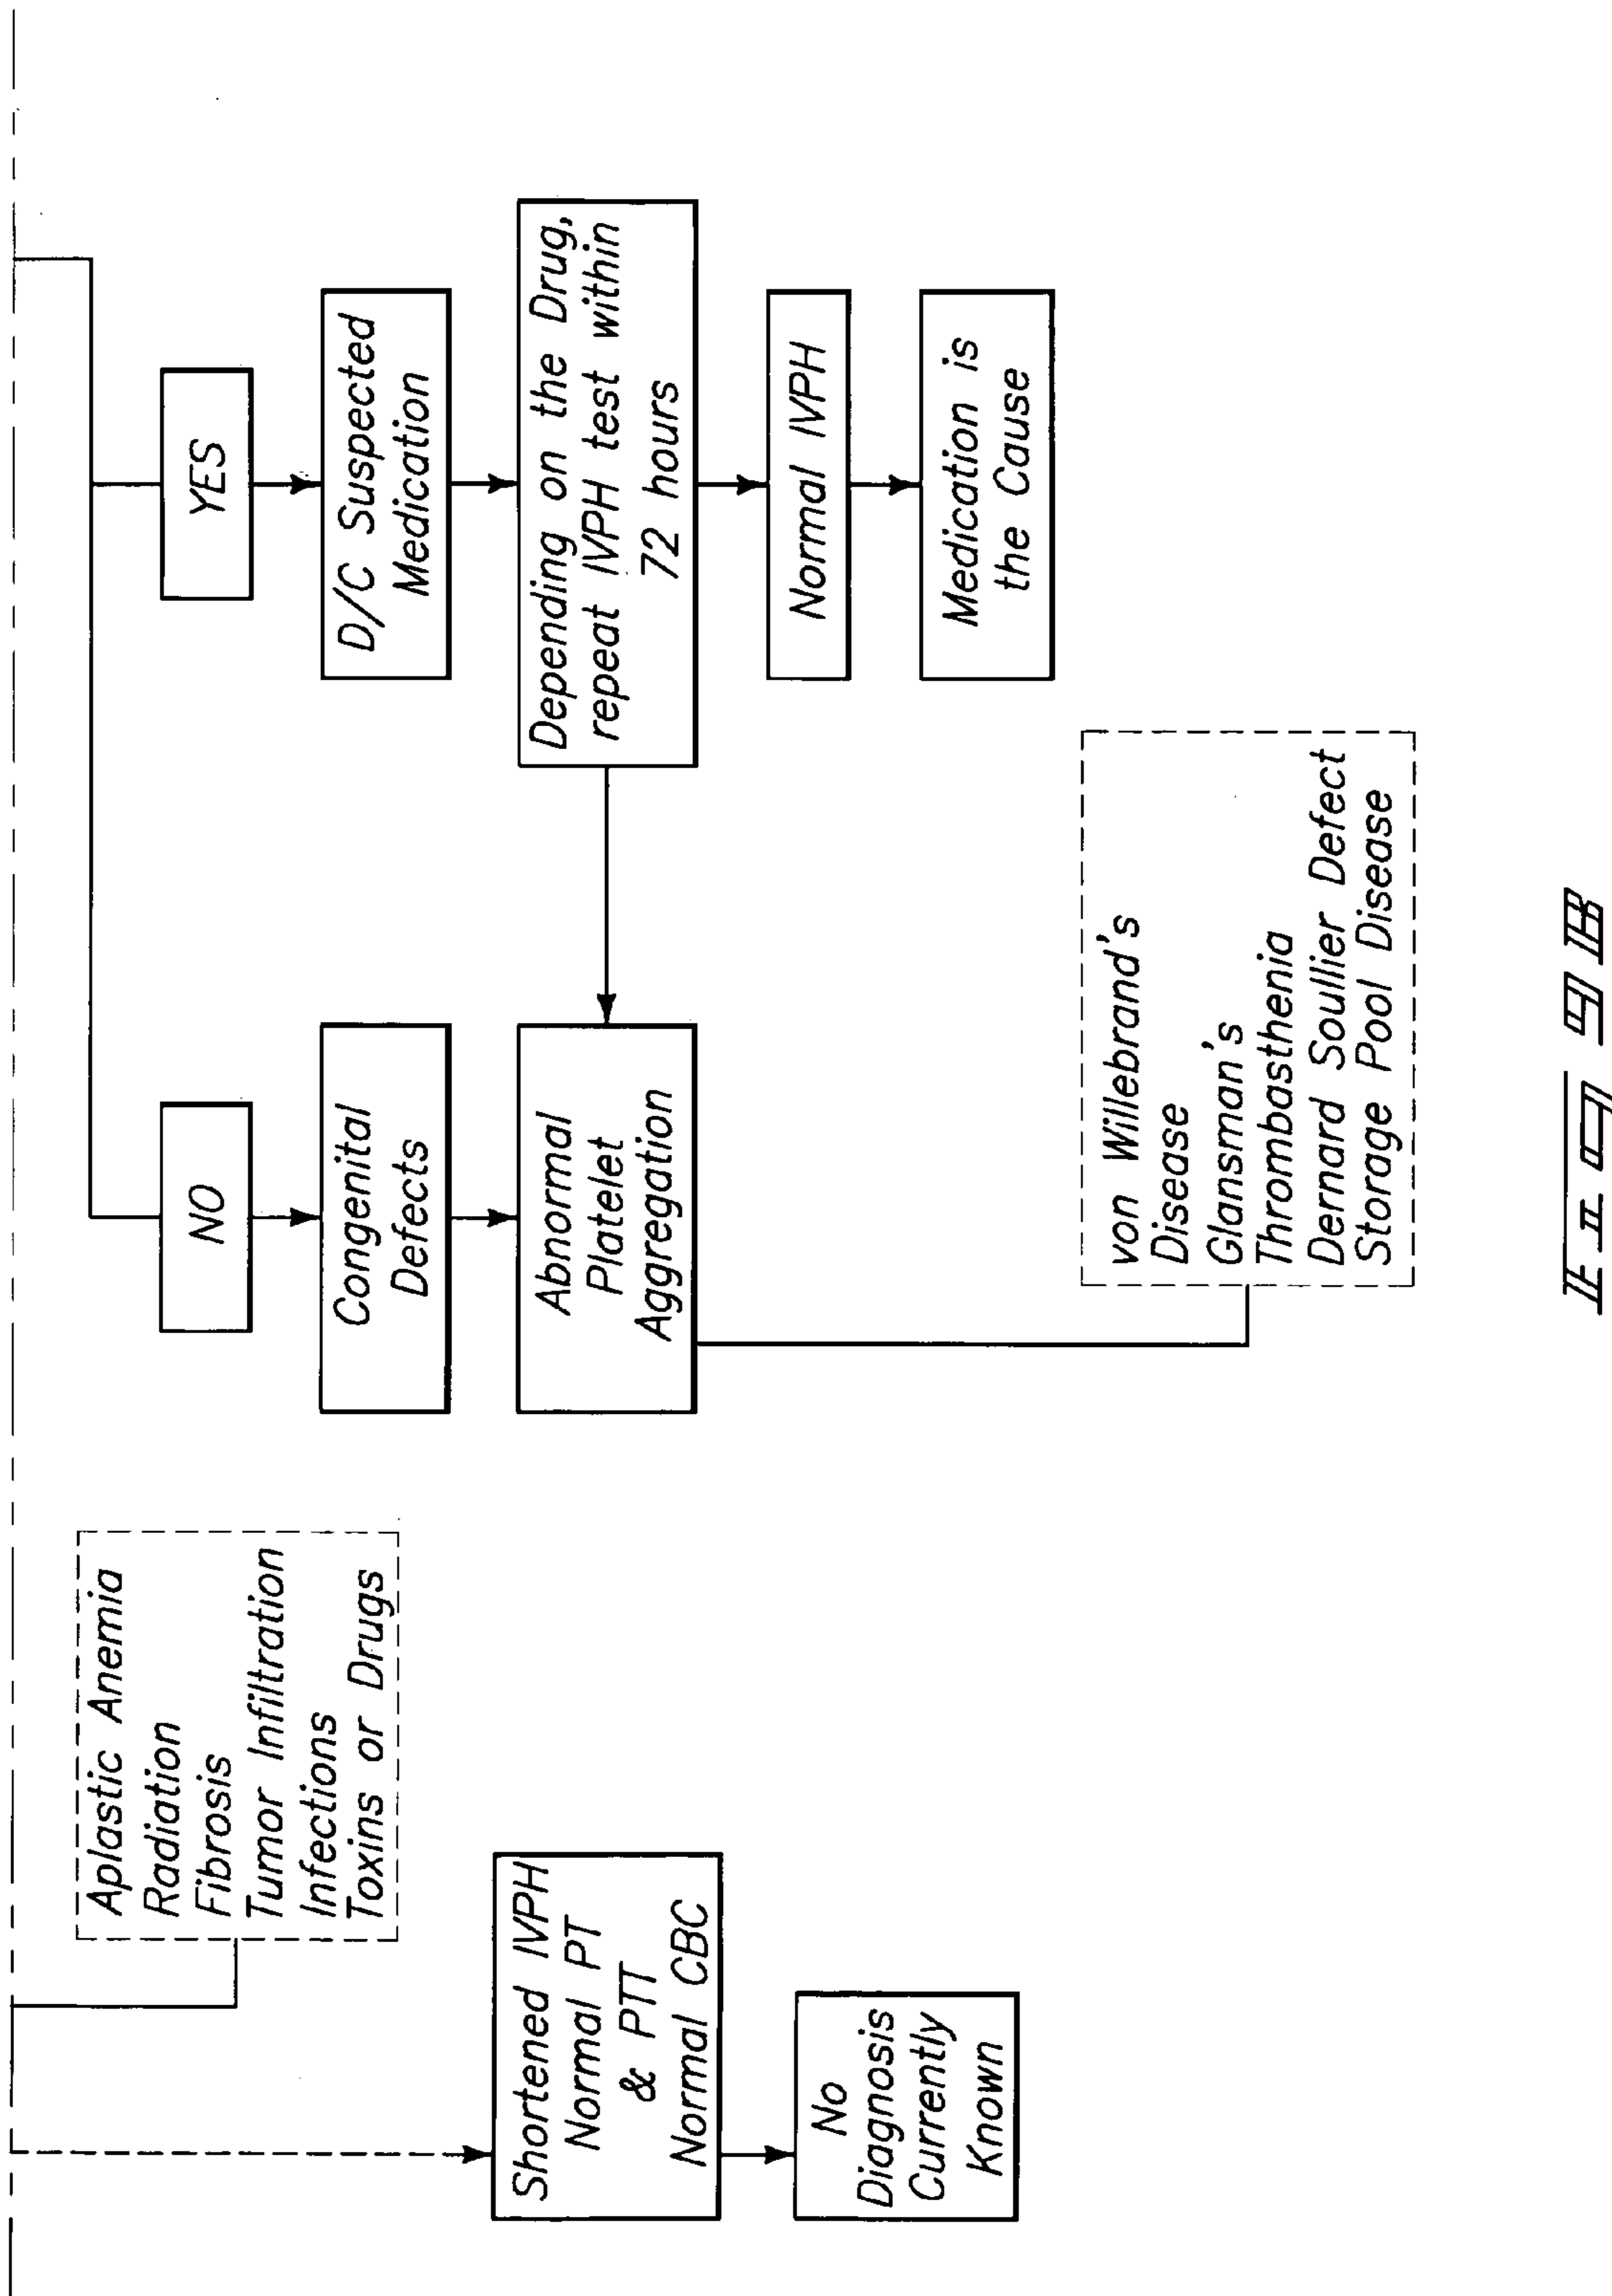 Aplastic Anemia
Radiation
Fibrosis
Tumor Infiltration
Infections
Toxins or Drugs
Shortened IVPH
Normal PT
& PTT
Normal CBC
No
Diagnosis
Currently
Known
NO
Congenital
Defects
Abnormal
Platelet
Aggregation
von Willebrand's
Disease
Glansman's
Thrombasthenia
Dernard Soullier Defect
Storage Pool Disease
YES
D/C Suspected
Medication
Depending on the Drug,
repeat IVPH test within
72 hours
Normal IVPH
Medication is
the Cause
FIG 9B